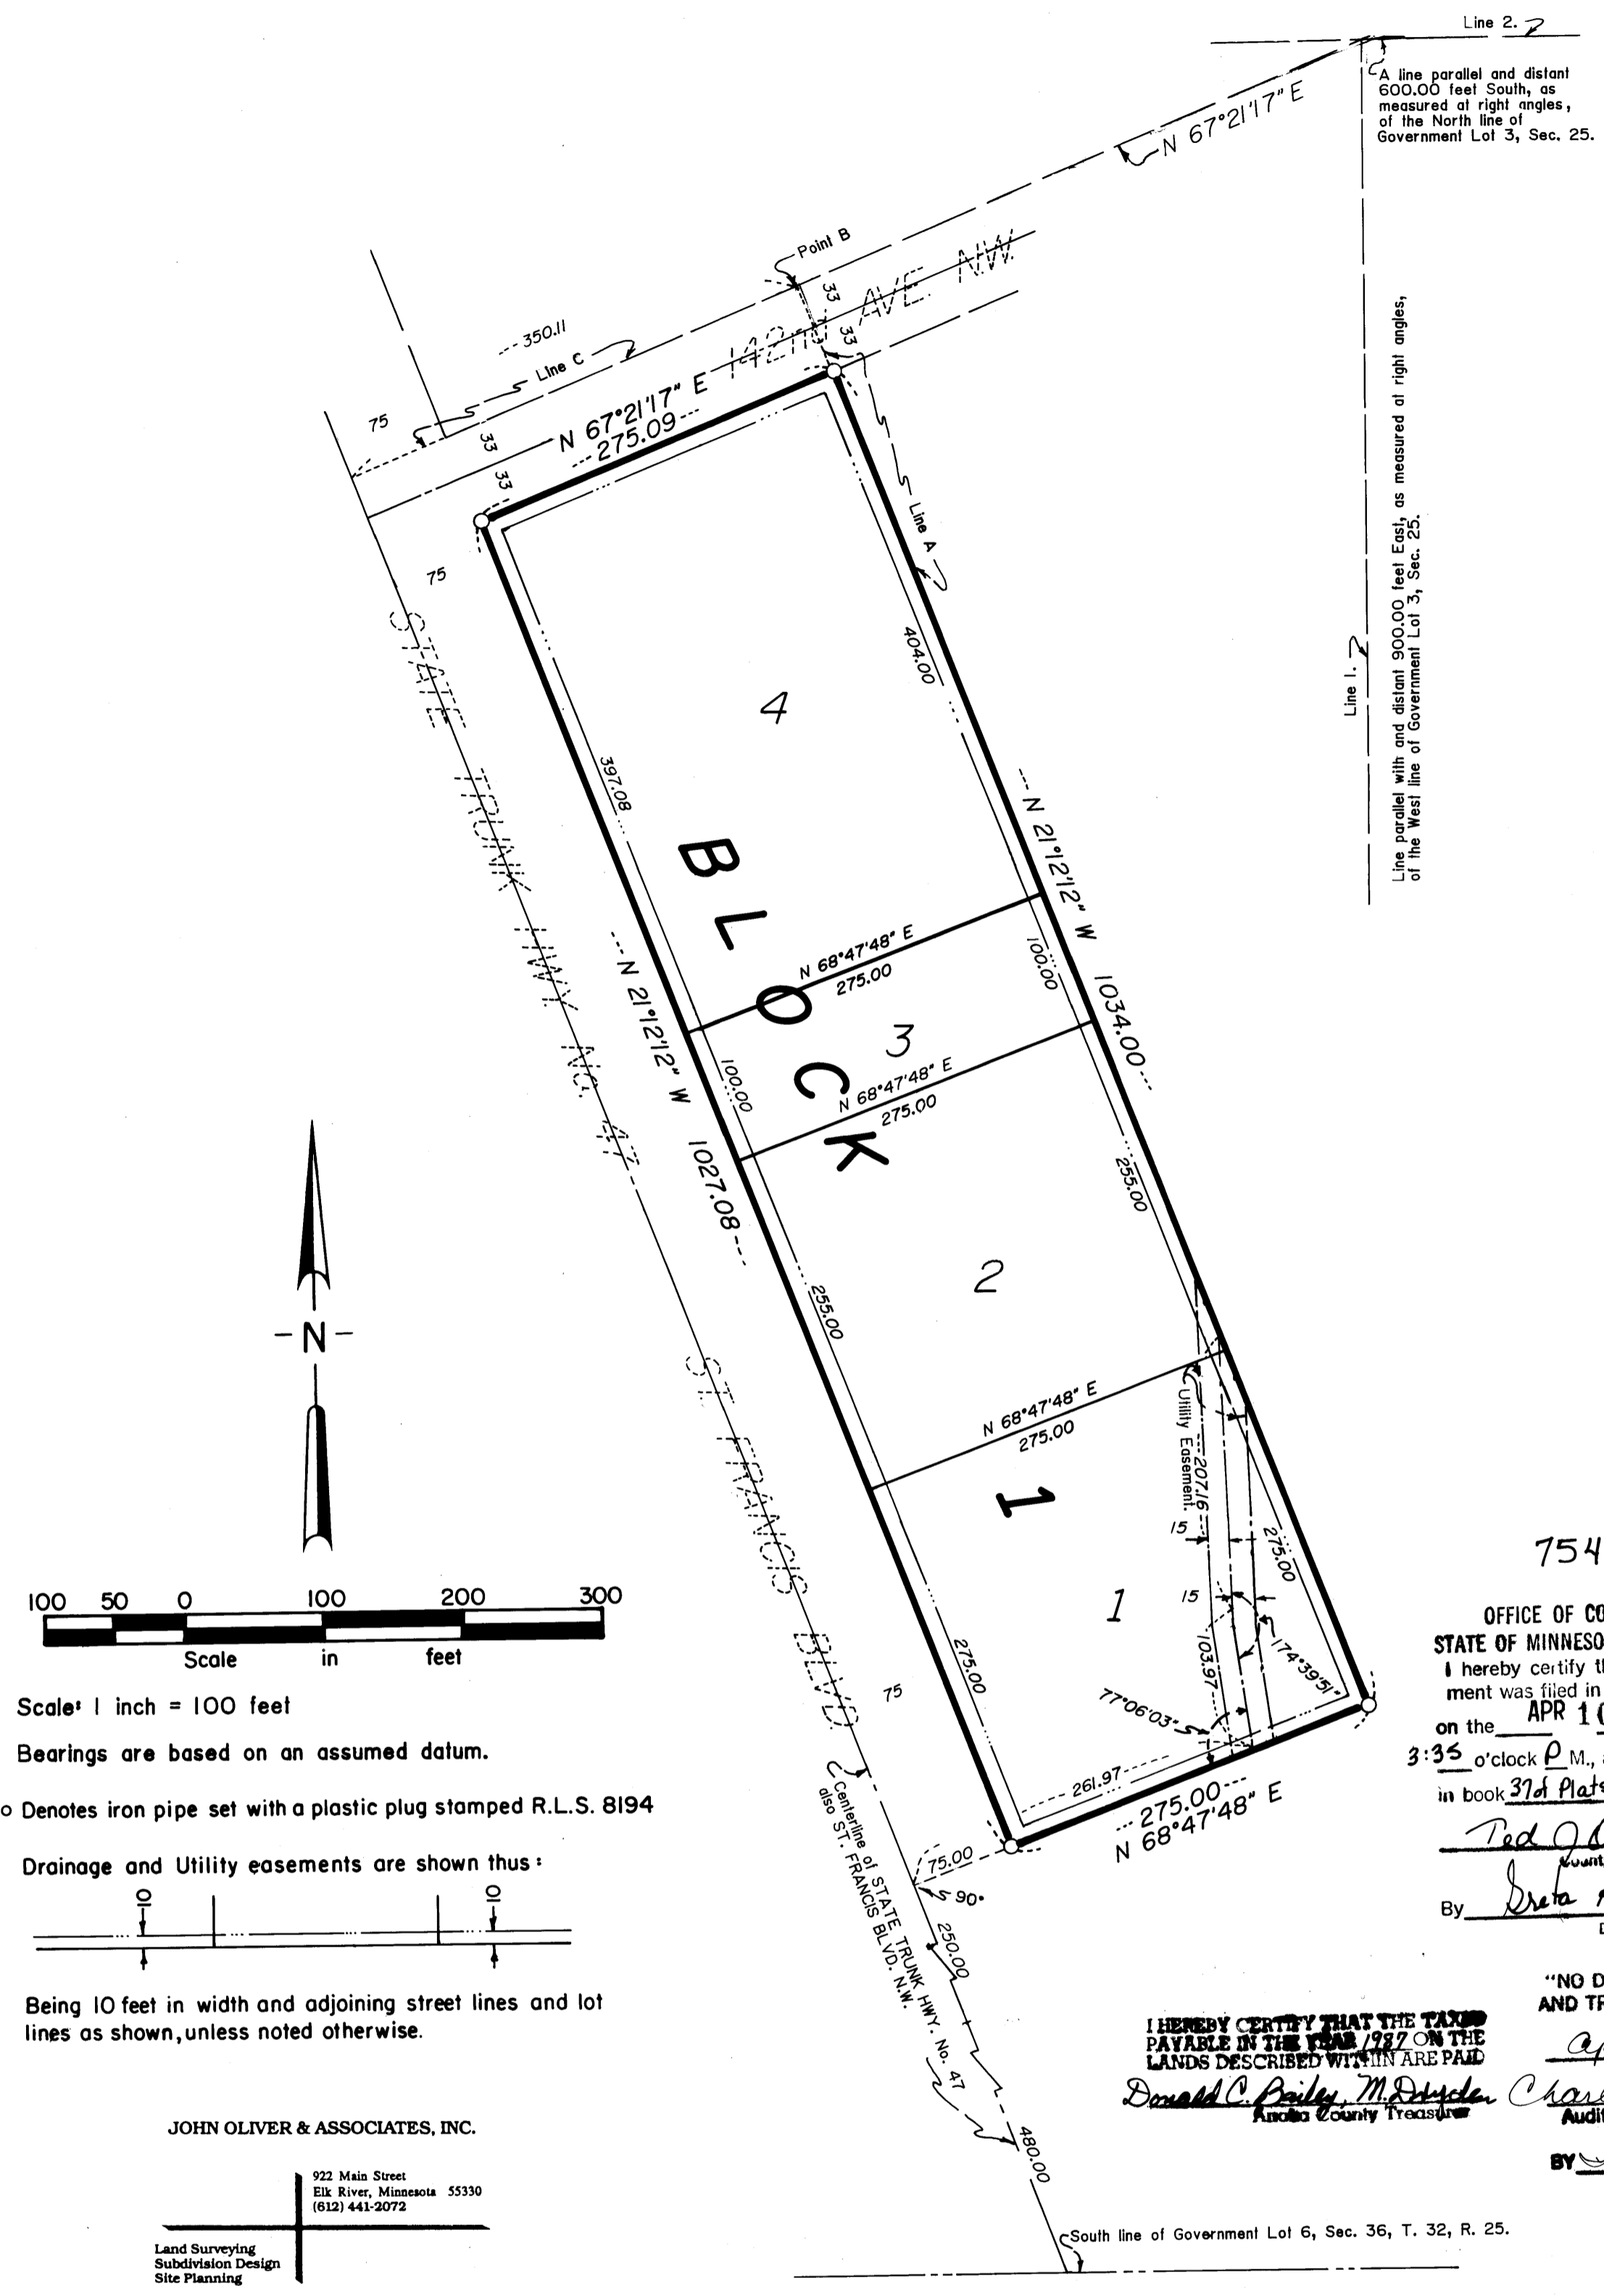 Line 2.
A line parallel and distant
600.00 feet South, as
measured at right angles,
of the North line of
Government Lot 3, Sec. 25.
N 67°21'17" E
Point B
33
33
142ND AVE. N.W.
350.11
Line C
75
33
33
N 67°21'17" E
275.09
75
Line A
404.00
4
397.08
Line 1.
Line parallel with and distant 900.00 feet East, as measured at right angles,
of the West line of Government Lot 3, Sec. 25.
STATE TRUNK HWY. No. 47
BLOCK 1
N 21°12'12" W 1034.00
N 21°12'12" W 1027.08
N 68°47'48" E
275.00
100.00
3
100.00
N 68°47'48" E
275.00
255.00
2
255.00
N 68°47'48" E
275.00
ST. FRANCIS BLVD
Utility Easement.
207.16
15
15
275.00
1
103.97
174°39'51"
77°06'03"
275.00
75
261.97
275.00
N 68°47'48" E
75.00
90°
250.00
Centerline of STATE TRUNK HWY. No. 47
also ST. FRANCIS BLVD. N.W.
480.00
South line of Government Lot 6, Sec. 36, T. 32, R. 25.
-N-
100 50 0 100 200 300
Scale in feet
Scale: 1 inch = 100 feet
Bearings are based on an assumed datum.
o Denotes iron pipe set with a plastic plug stamped R.L.S. 8194
Drainage and Utility easements are shown thus:
10
10
Being 10 feet in width and adjoining street lines and lot
lines as shown, unless noted otherwise.
JOHN OLIVER & ASSOCIATES, INC.
922 Main Street
Elk River, Minnesota 55330
(612) 441-2072
Land Surveying
Subdivision Design
Site Planning
754
OFFICE OF CO
STATE OF MINNESO
I hereby certify th
ment was filed in
on the APR 1
3:35 o'clock P M.,
in book 37 of Plats
Ted
By Greta
"NO D
AND TR
I HEREBY CERTIFY THAT THE TAXES
PAYABLE IN THE YEAR 1987 ON THE
LANDS DESCRIBED WITHIN ARE PAID
Donald C. Bailey,
Anoka County Treasurer
Audi
BY